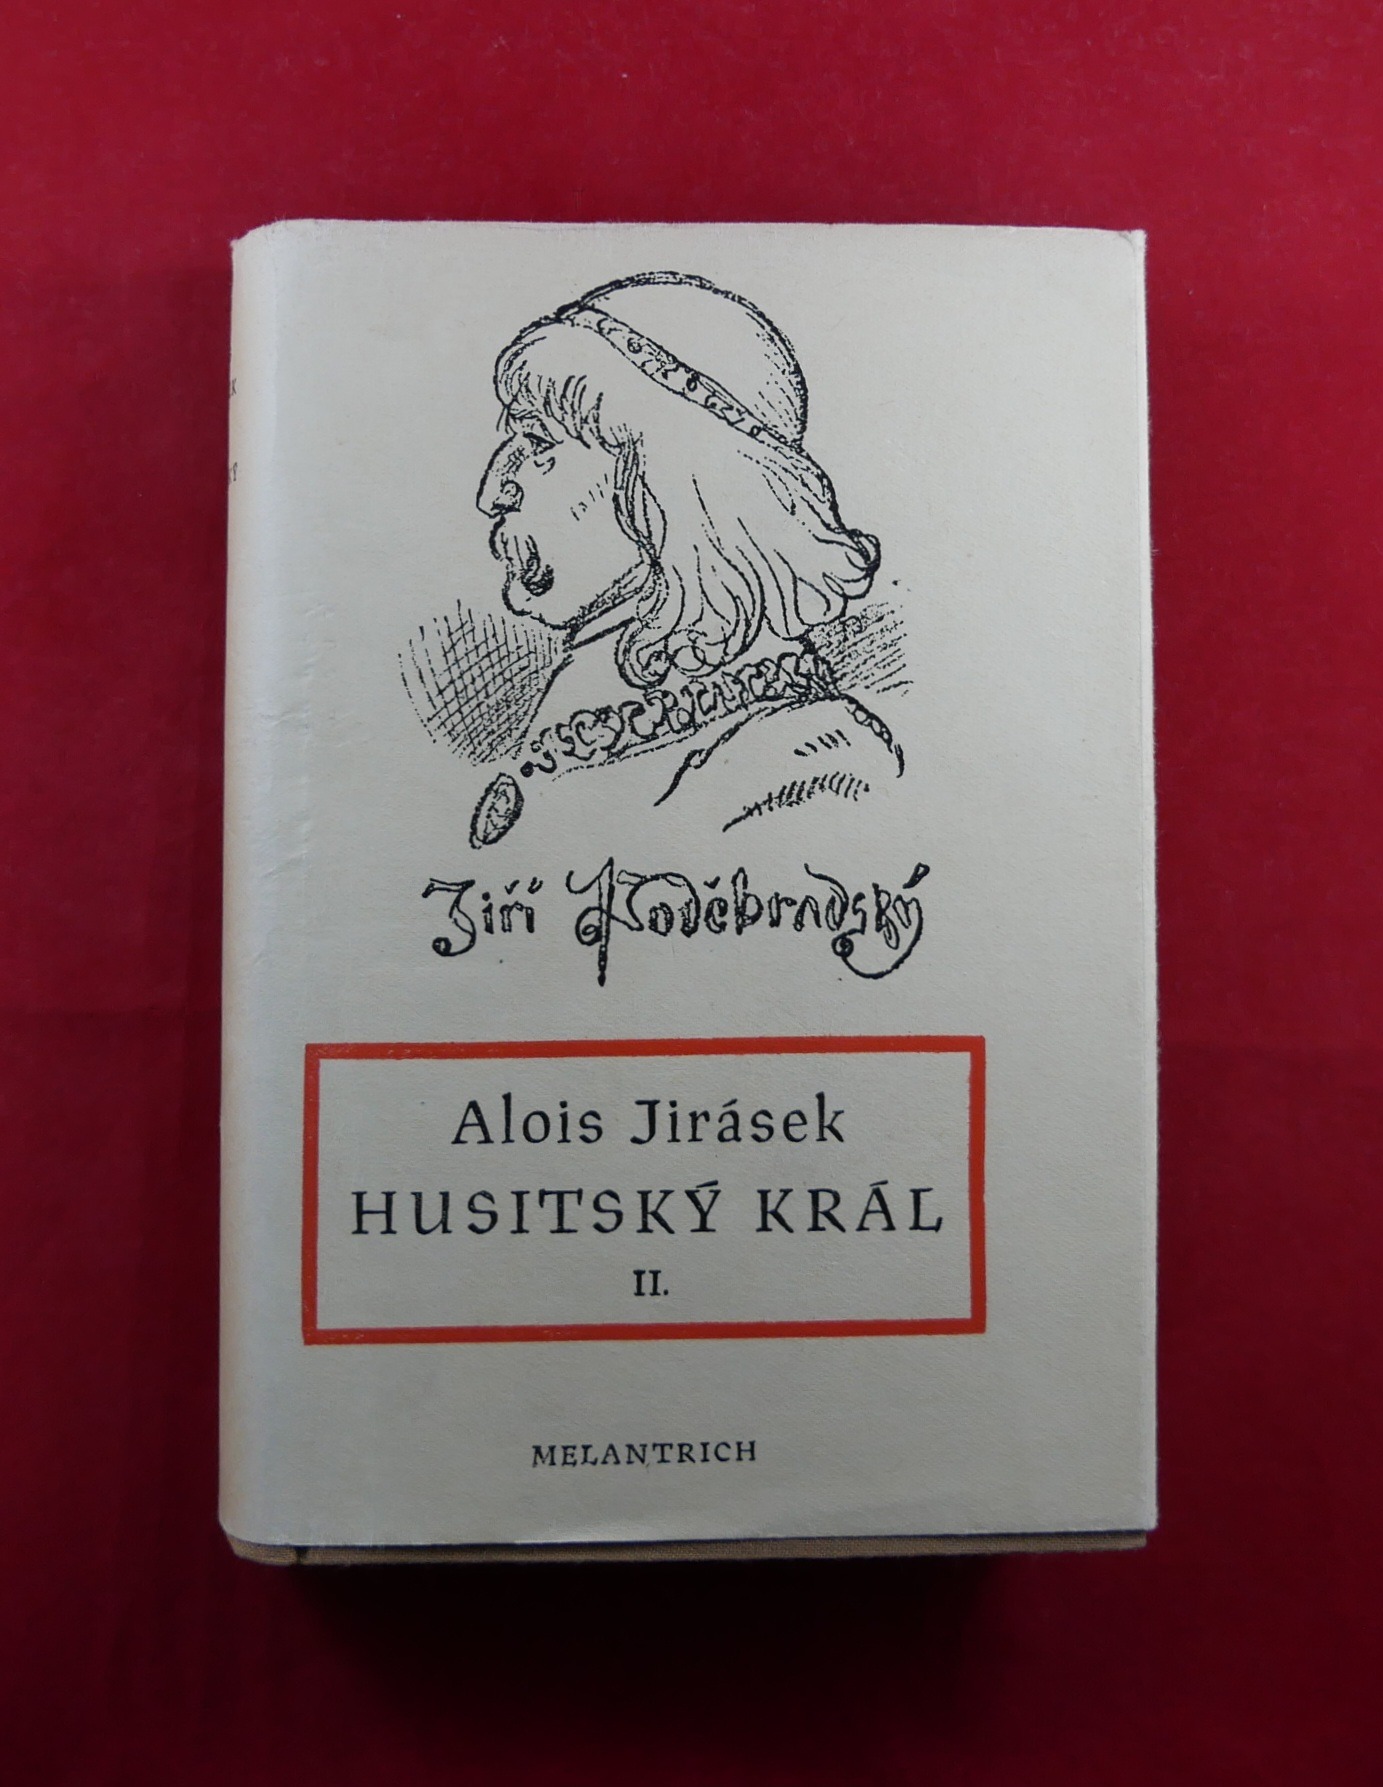 Jiří Poděbradský
Alois Jirásek
HUSITSKÝ KRÁL
II.
MELANTRICH